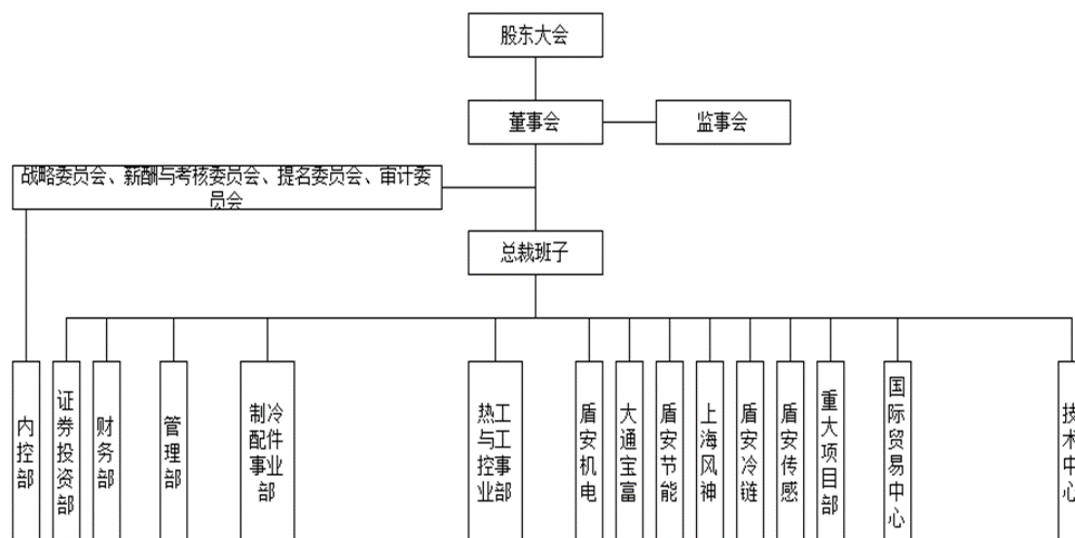 股东大会
董事会
监事会
战略委员会、薪酬与考核委员会、提名委员会、审计委
员会
总裁班子
内控部
证券投资部
财务部
管理部
制冷
配件
事业
部
热工
与工
控事
业部
盾安机电
大通宝富
盾安节能
上海风神
盾安冷链
盾安传感
重大项目部
国际贸易中心
技术中心